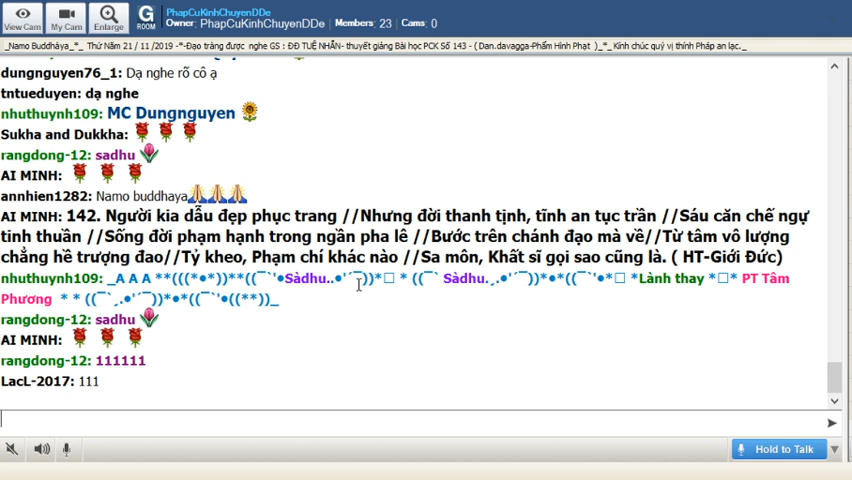 PhapCuKinhChuyenDDe
Owner: PhapCuKinhChuyenDDe Members: 23 Cams: 0
View Cam My Cam Enlarge G ROOM
_Namo Buddhàya_*_ Thứ Năm 21 / 11 /2019 -*-Đạo tràng được nghe GS : ĐĐ TUỆ NHẪN- thuyết giảng Bài học PCK Số 143 - ( Dan.davagga-Phẩm Hình Phạt )_*_ Kính chúc quý vị thính Pháp an lạc._
dungnguyen76_1: Dạ nghe rõ cô ạ
tntueduyen: dạ nghe
nhuthuynh109: MC Dungnguyen 🌻
Sukha and Dukkha: 🌹 🌹 🌹
rangdong-12: sadhu 🌷
AI MINH: 🌹 🌹 🌹
annhien1282: Namo buddhaya🙏🙏🙏
AI MINH: 142. Người kia dẫu đẹp phục trang //Nhưng đời thanh tịnh, tĩnh an tục trần //Sáu căn chế ngự
tinh thuần //Sống đời phạm hạnh trong ngần pha lê //Bước trên chánh đạo mà về//Từ tâm vô lượng
chẳng hề trượng đao//Tỷ kheo, Phạm chí khác nào //Sa môn, Khất sĩ gọi sao cũng là. ( HT-Giới Đức)
nhuthuynh109: _A A A **(((*•*))**((¯`'•Sàdhu..•'´¯))*•*□ * ((¯` Sàdhu.¸.•'´¯))*•*((¯`'•*□ *Lành thay *□* PT Tâm
Phương * * ((¯`¸.•'´¯))*•*((¯`'•((**))_
rangdong-12: sadhu 🌷
AI MINH: 🌹 🌹 🌹
rangdong-12: 111111
LacL-2017: 111
Hold to Talk